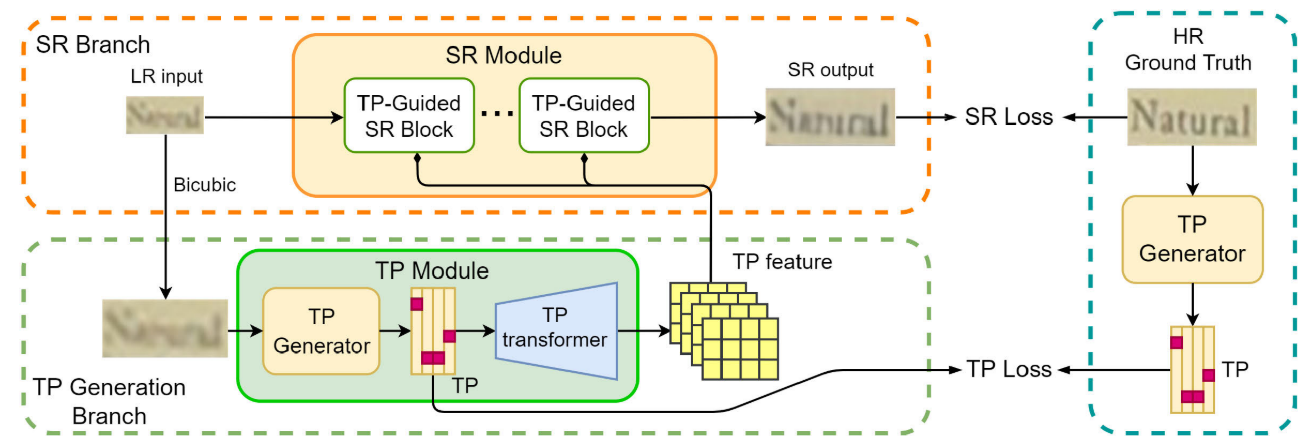 SR Branch
LR input
SR Module
TP-Guided
SR Block
...
TP-Guided
SR Block
SR output
Natural
SR Loss
HR
Ground Truth
Natural
Bicubic
TP
Generator
TP Module
TP
Generator
TP
TP
transformer
TP feature
Natural
TP Generation
Branch
TP Loss
TP